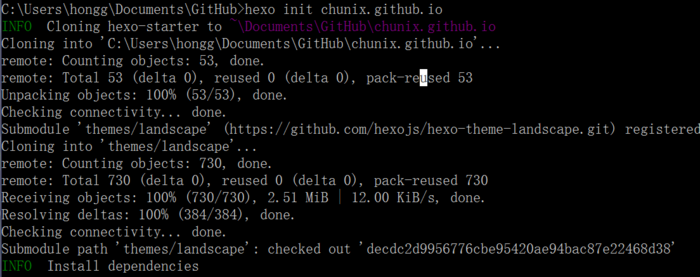 C:\Users\hongg\Documents\GitHub>hexo init chunix.github.io
INFO  Cloning hexo-starter to ~\Documents\GitHub\chunix.github.io
Cloning into 'C:\Users\hongg\Documents\GitHub\chunix.github.io'...
remote: Counting objects: 53, done.
remote: Total 53 (delta 0), reused 0 (delta 0), pack-reused 53
Unpacking objects: 100% (53/53), done.
Checking connectivity... done.
Submodule 'themes/landscape' (https://github.com/hexojs/hexo-theme-landscape.git) registered
Cloning into 'themes/landscape'...
remote: Counting objects: 730, done.
remote: Total 730 (delta 0), reused 0 (delta 0), pack-reused 730
Receiving objects: 100% (730/730), 2.51 MiB | 12.00 KiB/s, done.
Resolving deltas: 100% (384/384), done.
Checking connectivity... done.
Submodule path 'themes/landscape': checked out 'decdc2d9956776cbe95420ae94bac87e22468d38'
INFO  Install dependencies